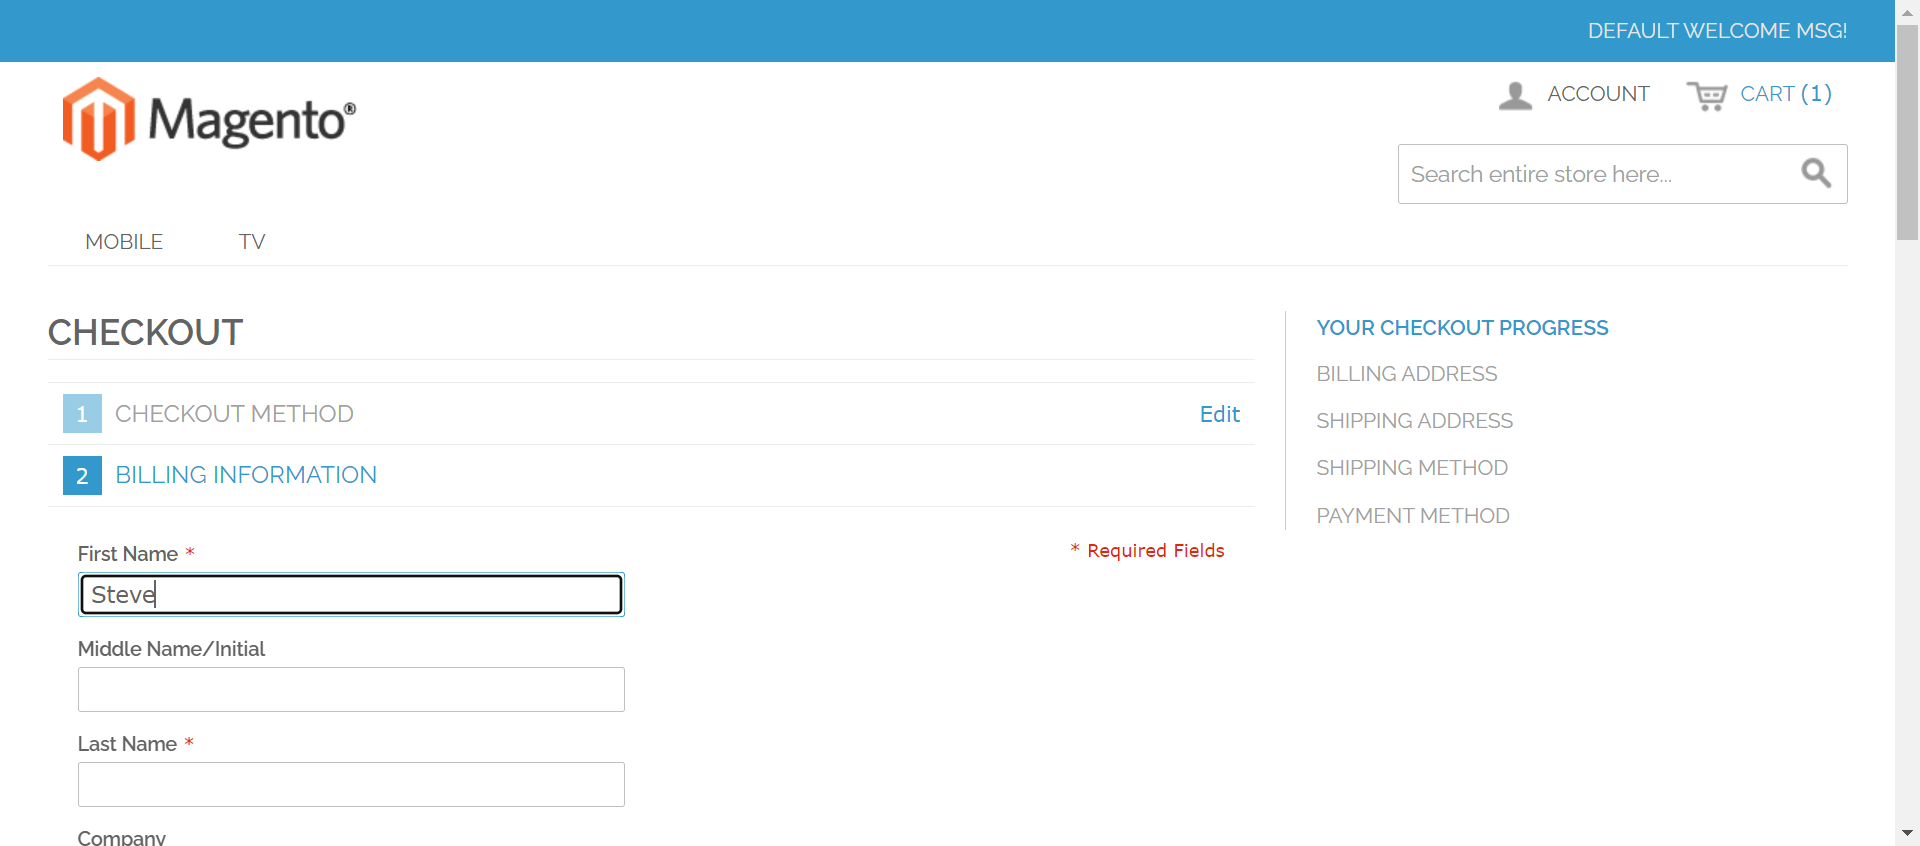 DEFAULT WELCOME MSG!
Magento®
ACCOUNT
CART (1)
Search entire store here...
MOBILE
TV
CHECKOUT
1 CHECKOUT METHOD
Edit
2 BILLING INFORMATION
First Name *
* Required Fields
Steve
Middle Name/Initial
Last Name *
Company
YOUR CHECKOUT PROGRESS
BILLING ADDRESS
SHIPPING ADDRESS
SHIPPING METHOD
PAYMENT METHOD